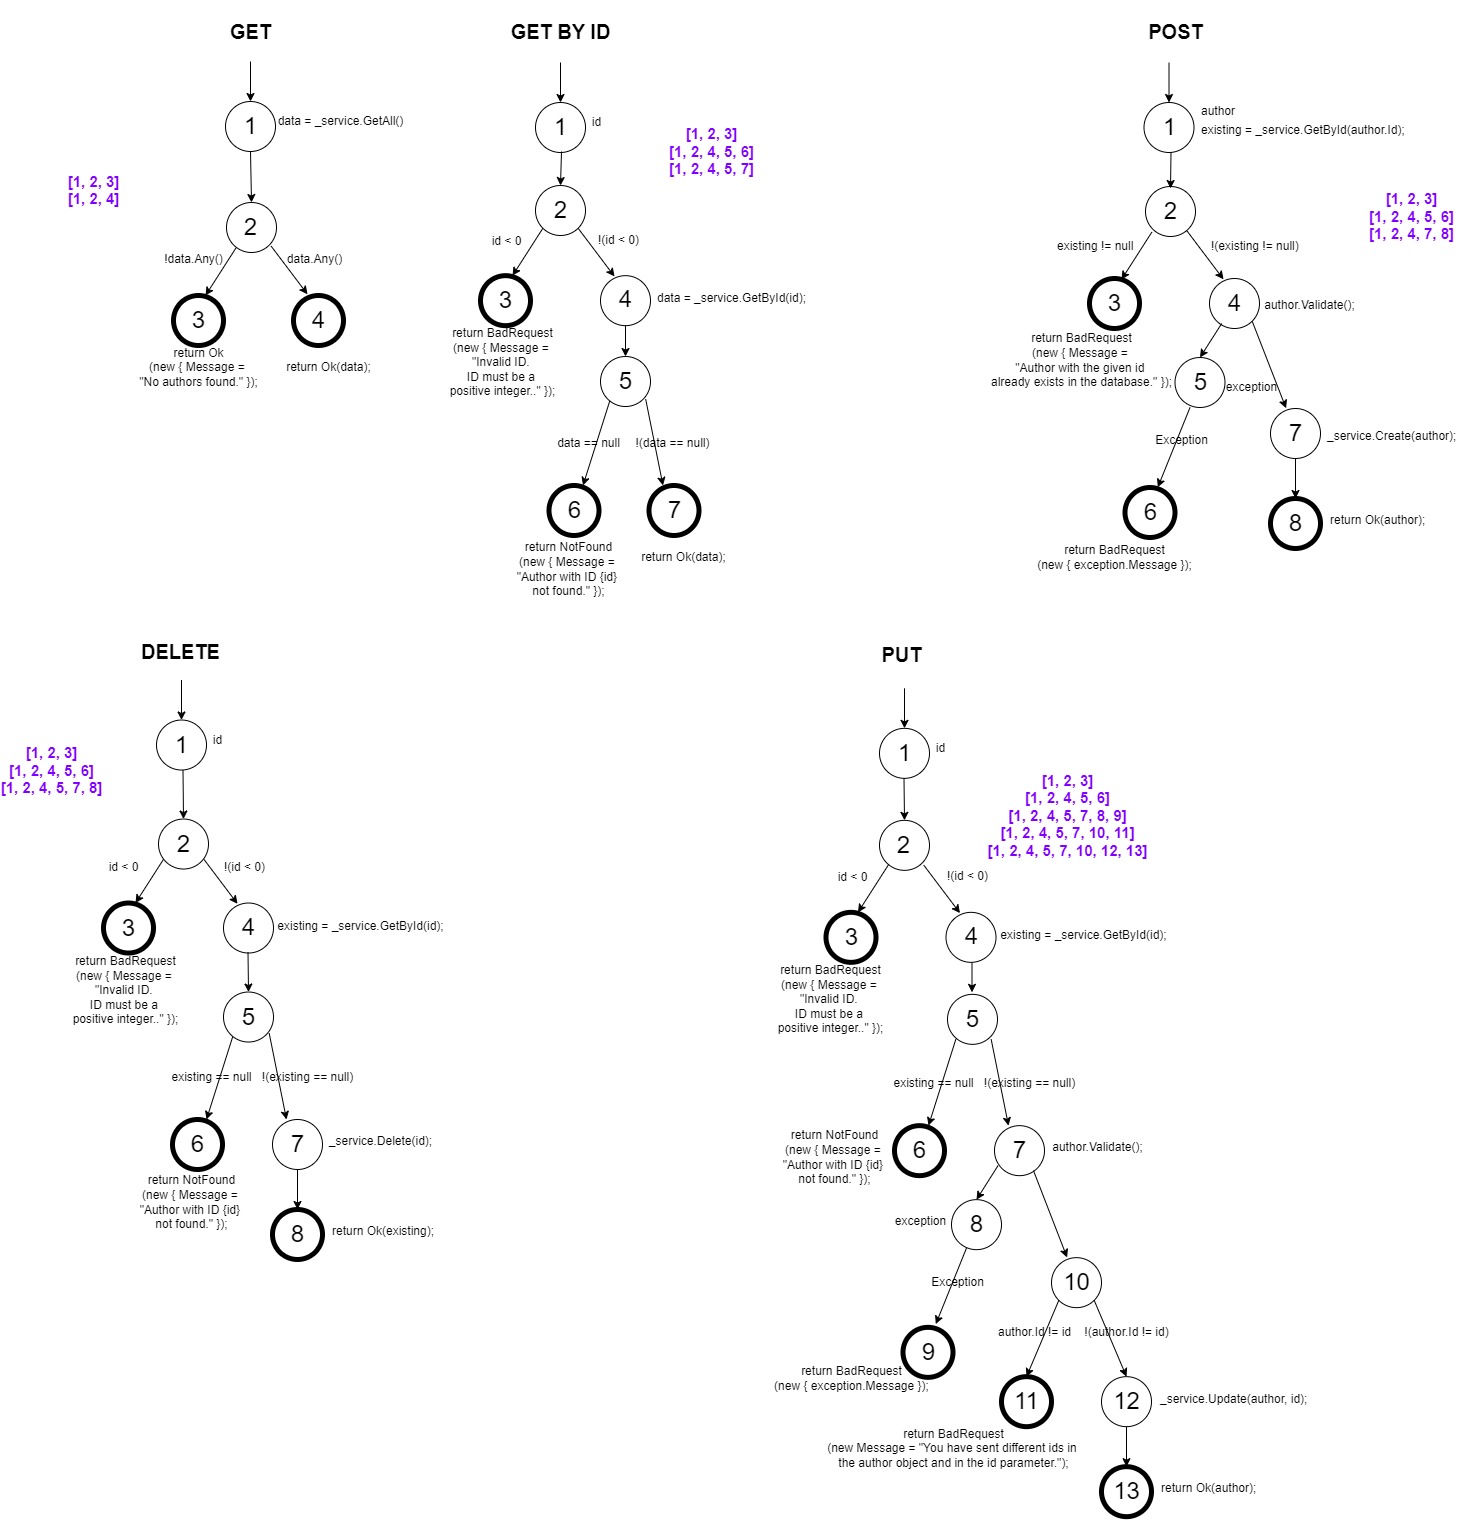 GET
1
data = _service.GetAll()
[1, 2, 3]
[1, 2, 4]
2
!data.Any()
data.Any()
3
4
return Ok
(new { Message =
"No authors found." });
return Ok(data);
GET BY ID
1
id
[1, 2, 3]
[1, 2, 4, 5, 6]
[1, 2, 4, 5, 7]
2
id < 0
!(id < 0)
3
4
data = _service.GetById(id);
return BadRequest
(new { Message =
"Invalid ID.
ID must be a
positive integer.." });
5
data == null
!(data == null)
6
7
return NotFound
(new { Message =
"Author with ID {id}
not found." });
return Ok(data);
POST
1
author
existing = _service.GetById(author.Id);
[1, 2, 3]
[1, 2, 4, 5, 6]
[1, 2, 4, 7, 8]
2
existing != null
!(existing != null)
3
4
author.Validate();
return BadRequest
(new { Message =
"Author with the given id
already exists in the database." });
5
exception
7
_service.Create(author);
Exception
6
8
return Ok(author);
return BadRequest
(new { exception.Message });
DELETE
1
id
[1, 2, 3]
[1, 2, 4, 5, 6]
[1, 2, 4, 5, 7, 8]
2
id < 0
!(id < 0)
3
4
existing = _service.GetById(id);
return BadRequest
(new { Message =
"Invalid ID.
ID must be a
positive integer.." });
5
existing == null
!(existing == null)
6
7
_service.Delete(id);
return NotFound
(new { Message =
"Author with ID {id}
not found." });
8
return Ok(existing);
PUT
1
id
[1, 2, 3]
[1, 2, 4, 5, 6]
[1, 2, 4, 5, 7, 8, 9]
[1, 2, 4, 5, 7, 10, 11]
[1, 2, 4, 5, 7, 10, 12, 13]
2
id < 0
!(id < 0)
3
4
existing = _service.GetById(id);
return BadRequest
(new { Message =
"Invalid ID.
ID must be a
positive integer.." });
5
existing == null
!(existing == null)
6
return NotFound
(new { Message =
"Author with ID {id}
not found." });
7
author.Validate();
exception
8
Exception
10
author.Id != id
!(author.Id != id)
9
return BadRequest
(new { exception.Message });
11
12
_service.Update(author, id);
return BadRequest
(new Message = "You have sent different ids in
the author object and in the id parameter.");
13
return Ok(author);